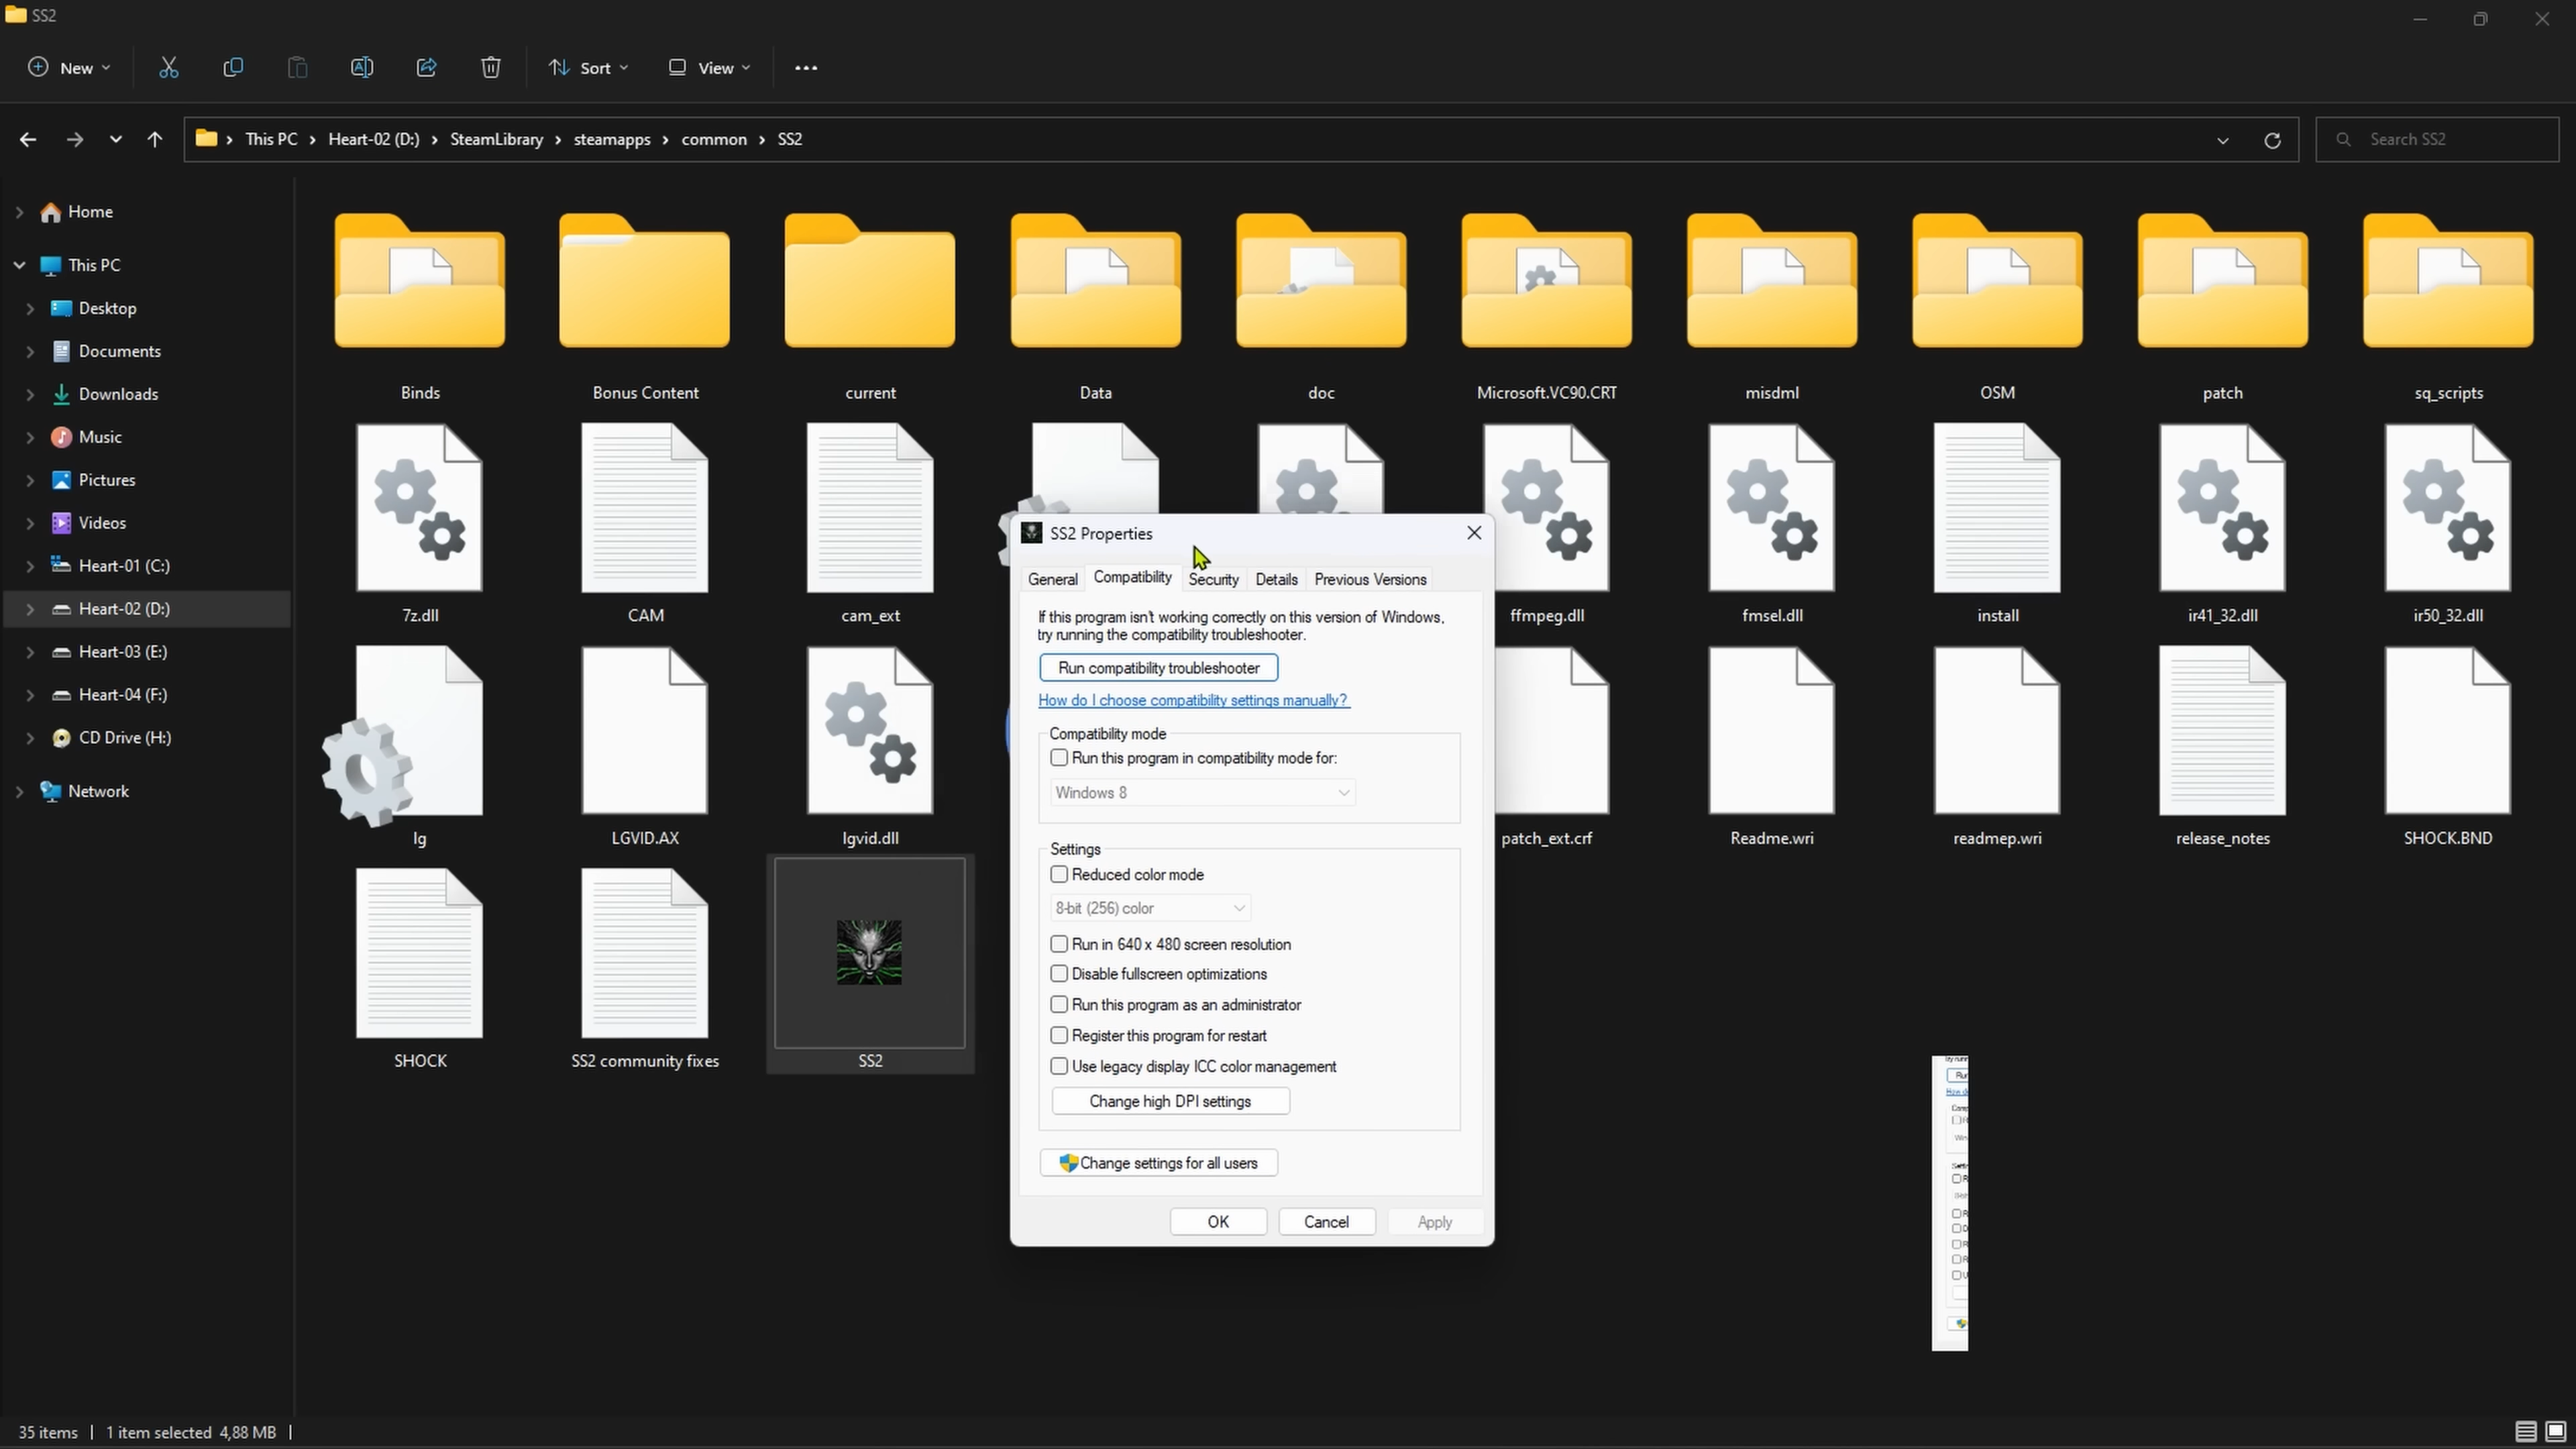 SS2
New
Sort
View
This PC > Heart-02 (D:) > SteamLibrary > steamapps > common > SS2
Search SS2
Home
This PC
Desktop
Documents
Downloads
Music
Pictures
Videos
Heart-01 (C:)
Heart-02 (D:)
Heart-03 (E:)
Heart-04 (F:)
CD Drive (H:)
Network
Binds
Bonus Content
current
Data
doc
Microsoft.VC90.CRT
misdml
OSM
patch
sq_scripts
7z.dll
CAM
cam_ext
ffmpeg.dll
fmsel.dll
install
ir41_32.dll
ir50_32.dll
lg
LGVID.AX
lgvid.dll
patch_ext.crf
Readme.wri
readmep.wri
release_notes
SHOCK.BND
SHOCK
SS2 community fixes
SS2
SS2 Properties
General
Compatibility
Security
Details
Previous Versions
If this program isn't working correctly on this version of Windows,
try running the compatibility troubleshooter.
Run compatibility troubleshooter
How do I choose compatibility settings manually?
Compatibility mode
Run this program in compatibility mode for:
Windows 8
Settings
Reduced color mode
8-bit (256) color
Run in 640 x 480 screen resolution
Disable fullscreen optimizations
Run this program as an administrator
Register this program for restart
Use legacy display ICC color management
Change high DPI settings
Change settings for all users
OK
Cancel
Apply
35 items
1 item selected 4,88 MB